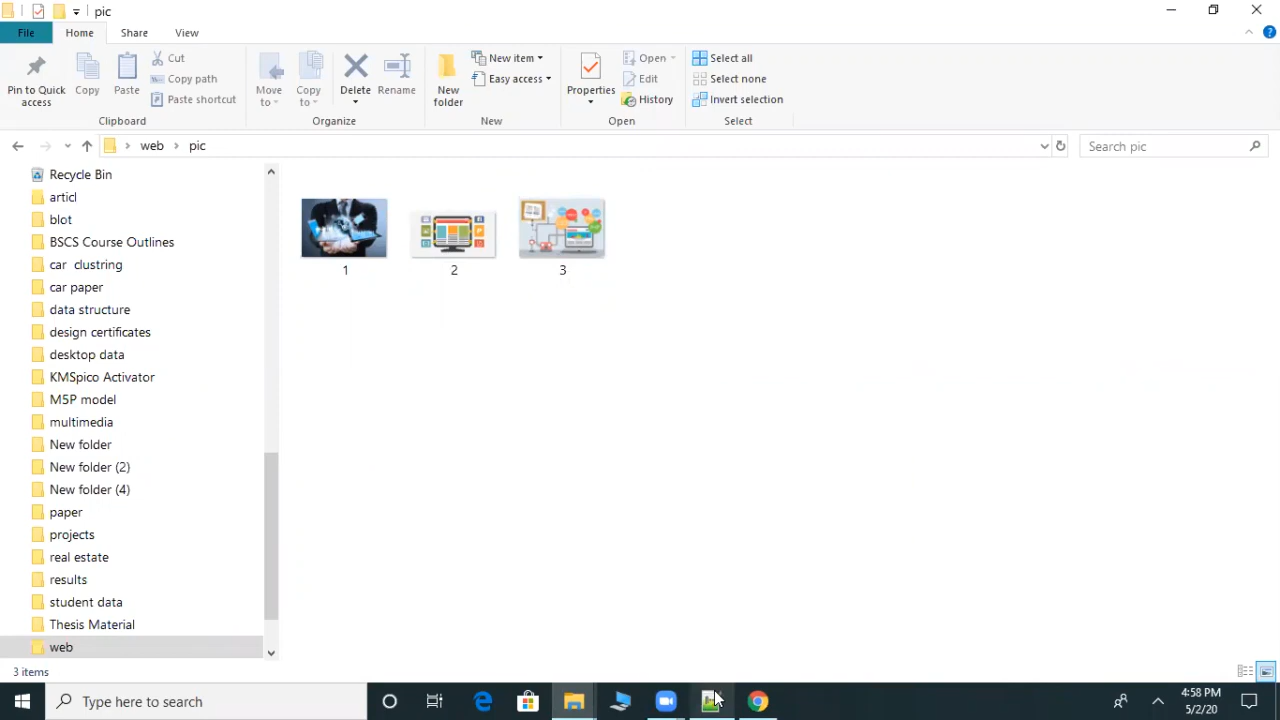 pic
File Home Share View
Pin to Quick access
Copy
Paste
Cut
Copy path
Paste shortcut
Clipboard
Move to
Copy to
Delete
Rename
Organize
New folder
New item
Easy access
New
Properties
Open
Edit
History
Open
Select all
Select none
Invert selection
Select
web pic
Search pic
Recycle Bin
articl
blot
BSCS Course Outlines
car clustring
car paper
data structure
design certificates
desktop data
KMSpico Activator
M5P model
multimedia
New folder
New folder (2)
New folder (4)
paper
projects
real estate
results
student data
Thesis Material
web
1 2 3
3 items
Type here to search
4:58 PM
5/2/20